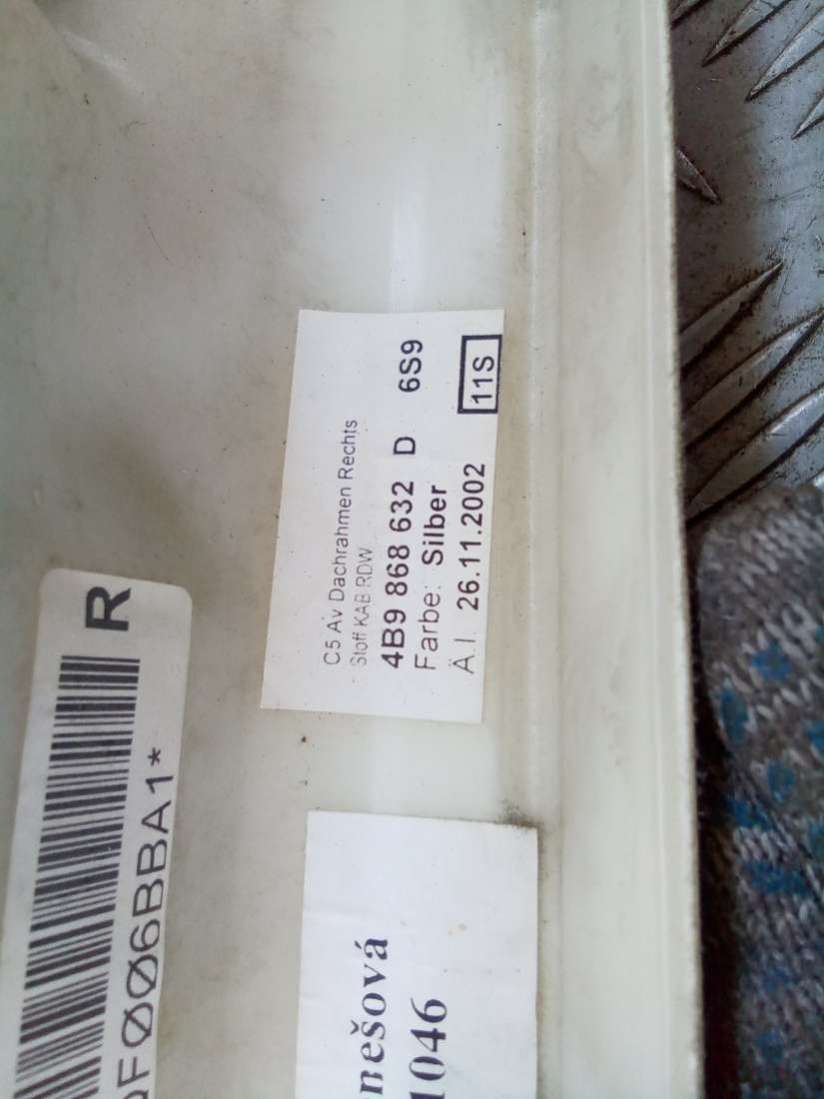 C5 Av Dachrahmen Rechts
Stoff KAB RDW
4B9 868 632 D 6S9
Farbe: Silber
Ä.I. 26.11.2002 11S
R
F006BBA1*
nešová
1046